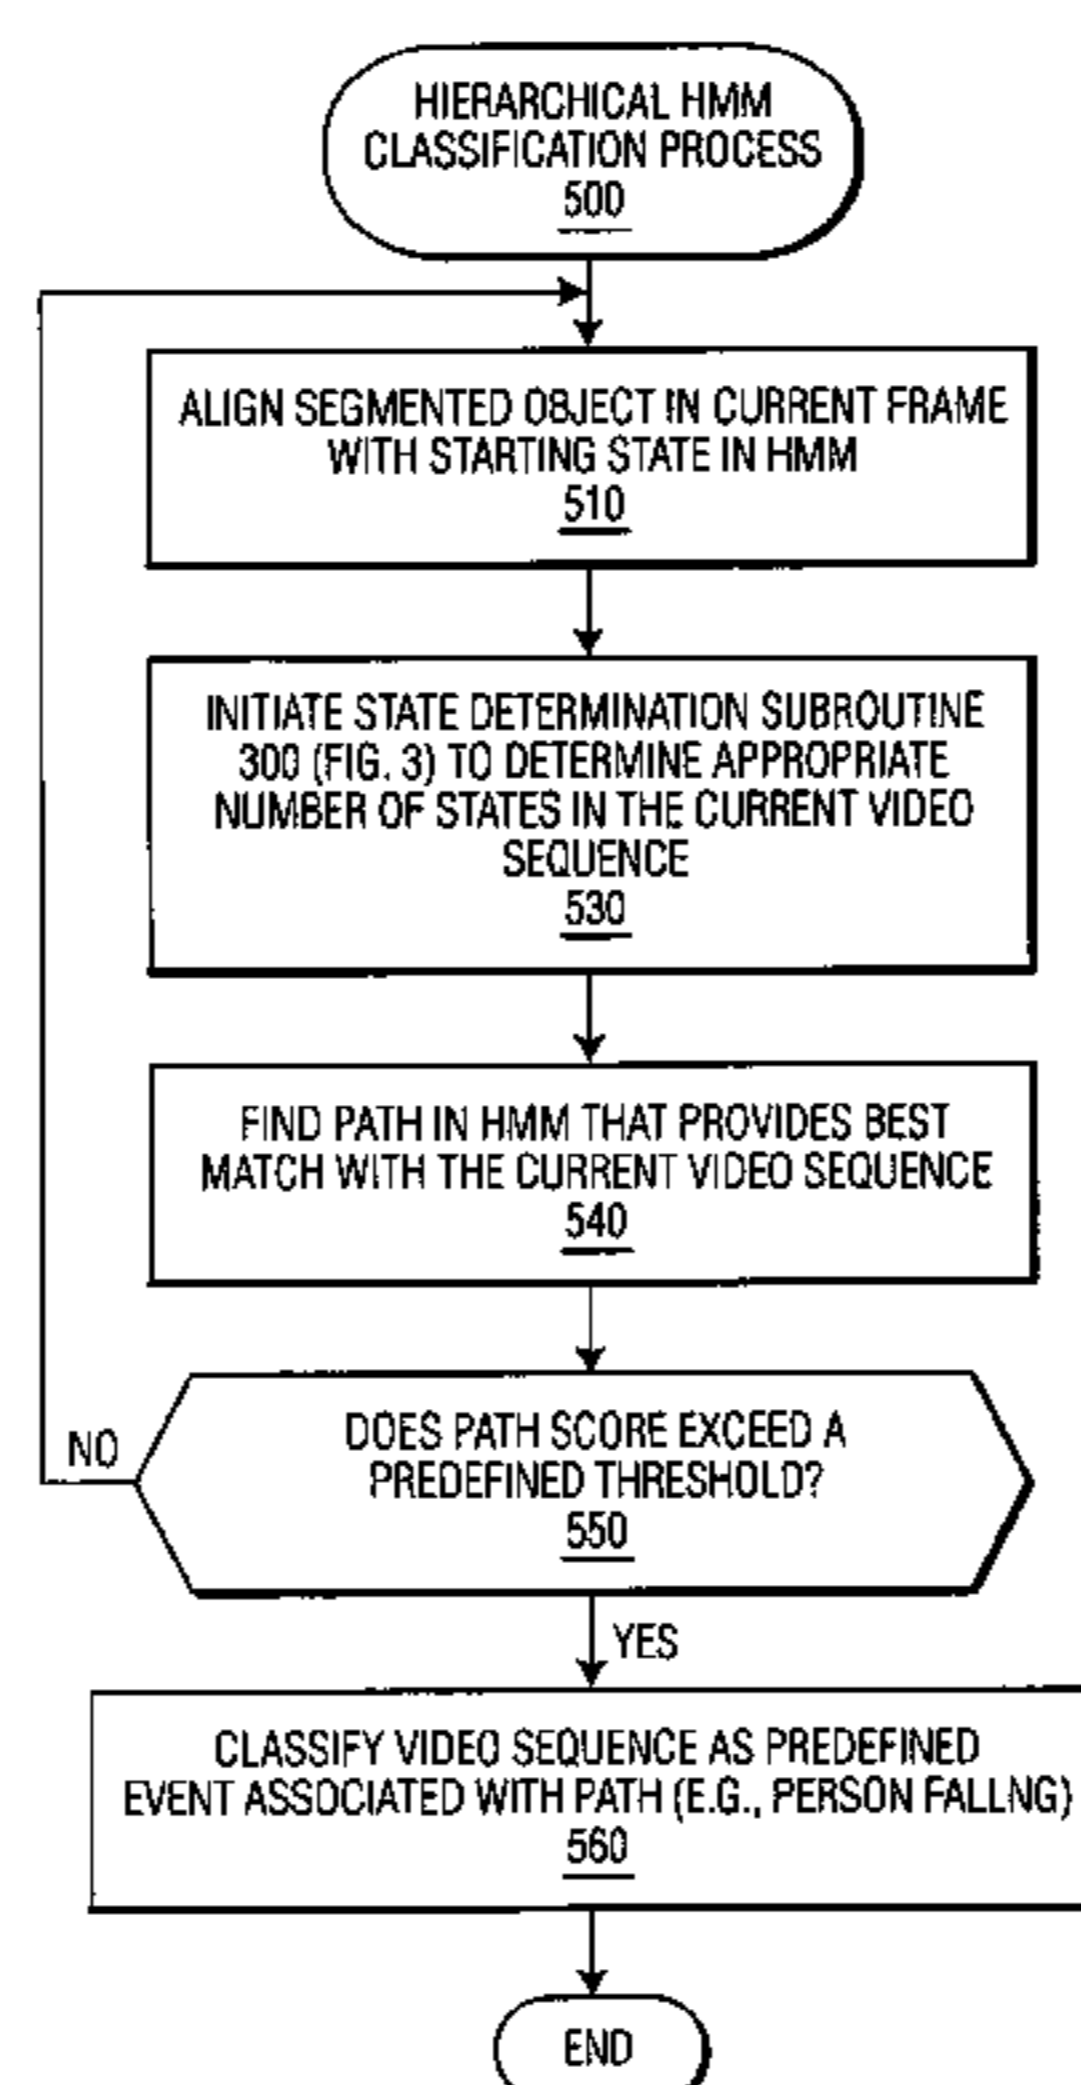 HIERARCHICAL HMM
CLASSIFICATION PROCESS
500
ALIGN SEGMENTED OBJECT IN CURRENT FRAME
WITH STARTING STATE IN HMM
510
INITIATE STATE DETERMINATION SUBROUTINE
300 (FIG. 3) TO DETERMINE APPROPRIATE
NUMBER OF STATES IN THE CURRENT VIDEO
SEQUENCE
530
FIND PATH IN HMM THAT PROVIDES BEST
MATCH WITH THE CURRENT VIDEO SEQUENCE
540
NO
DOES PATH SCORE EXCEED A
PREDEFINED THRESHOLD?
550
YES
CLASSIFY VIDEO SEQUENCE AS PREDEFINED
EVENT ASSOCIATED WITH PATH (E.G., PERSON FALLNG)
560
END